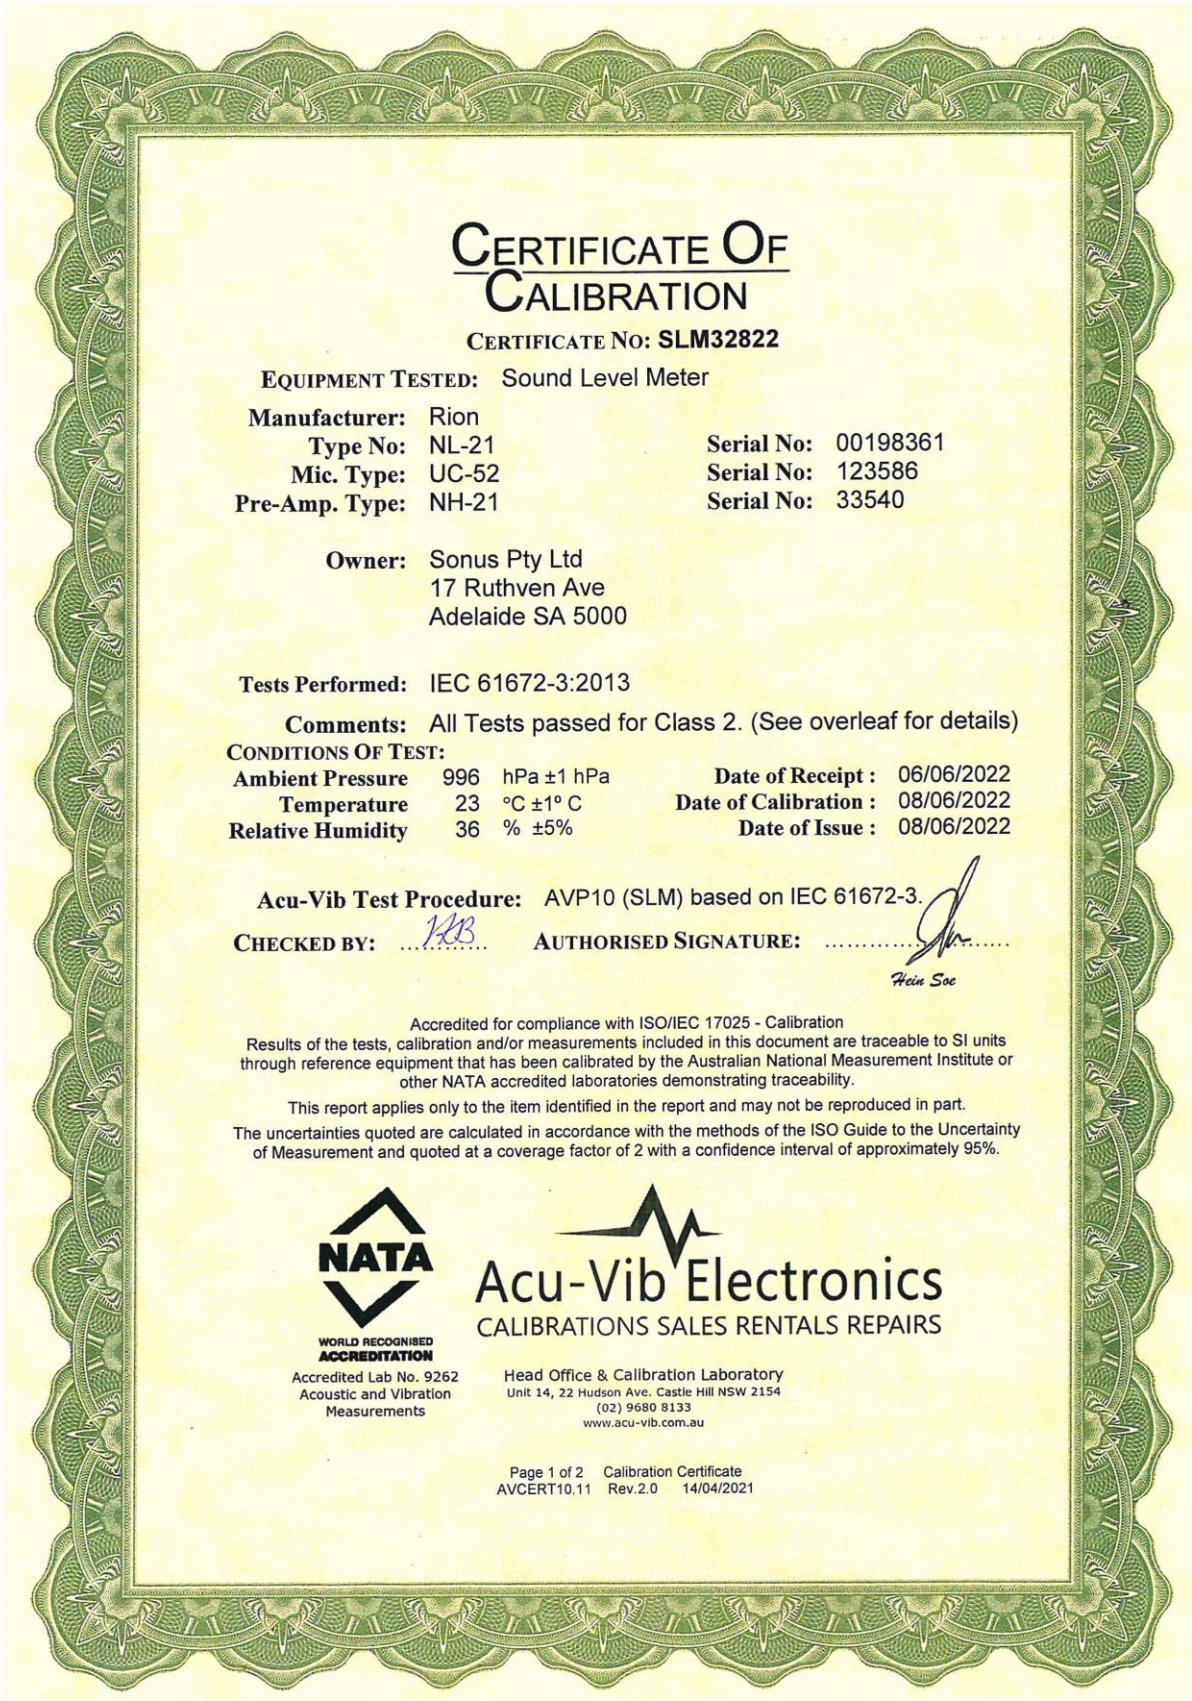 CERTIFICATE OF
CALIBRATION
CERTIFICATE NO: SLM32822
EQUIPMENT TESTED: Sound Level Meter
Manufacturer: Rion
Type No: NL-21 Serial No: 00198361
Mic. Type: UC-52 Serial No: 123586
Pre-Amp. Type: NH-21 Serial No: 33540
Owner: Sonus Pty Ltd
17 Ruthven Ave
Adelaide SA 5000
Tests Performed: IEC 61672-3:2013
Comments: All Tests passed for Class 2. (See overleaf for details)
CONDITIONS OF TEST:
Ambient Pressure 996 hPa ±1 hPa Date of Receipt : 06/06/2022
Temperature 23 °C ±1° C Date of Calibration : 08/06/2022
Relative Humidity 36 % ±5% Date of Issue : 08/06/2022
Acu-Vib Test Procedure: AVP10 (SLM) based on IEC 61672-3.
CHECKED BY: ............ AUTHORISED SIGNATURE: ........................
Hein Soe
Accredited for compliance with ISO/IEC 17025 - Calibration
Results of the tests, calibration and/or measurements included in this document are traceable to SI units
through reference equipment that has been calibrated by the Australian National Measurement Institute or
other NATA accredited laboratories demonstrating traceability.
This report applies only to the item identified in the report and may not be reproduced in part.
The uncertainties quoted are calculated in accordance with the methods of the ISO Guide to the Uncertainty
of Measurement and quoted at a coverage factor of 2 with a confidence interval of approximately 95%.
NATA
WORLD RECOGNISED
ACCREDITATION
Accredited Lab No. 9262
Acoustic and Vibration
Measurements
Acu-Vib Electronics
CALIBRATIONS SALES RENTALS REPAIRS
Head Office & Calibration Laboratory
Unit 14, 22 Hudson Ave. Castle Hill NSW 2154
(02) 9680 8133
www.acu-vib.com.au
Page 1 of 2 Calibration Certificate
AVCERT10.11 Rev.2.0 14/04/2021